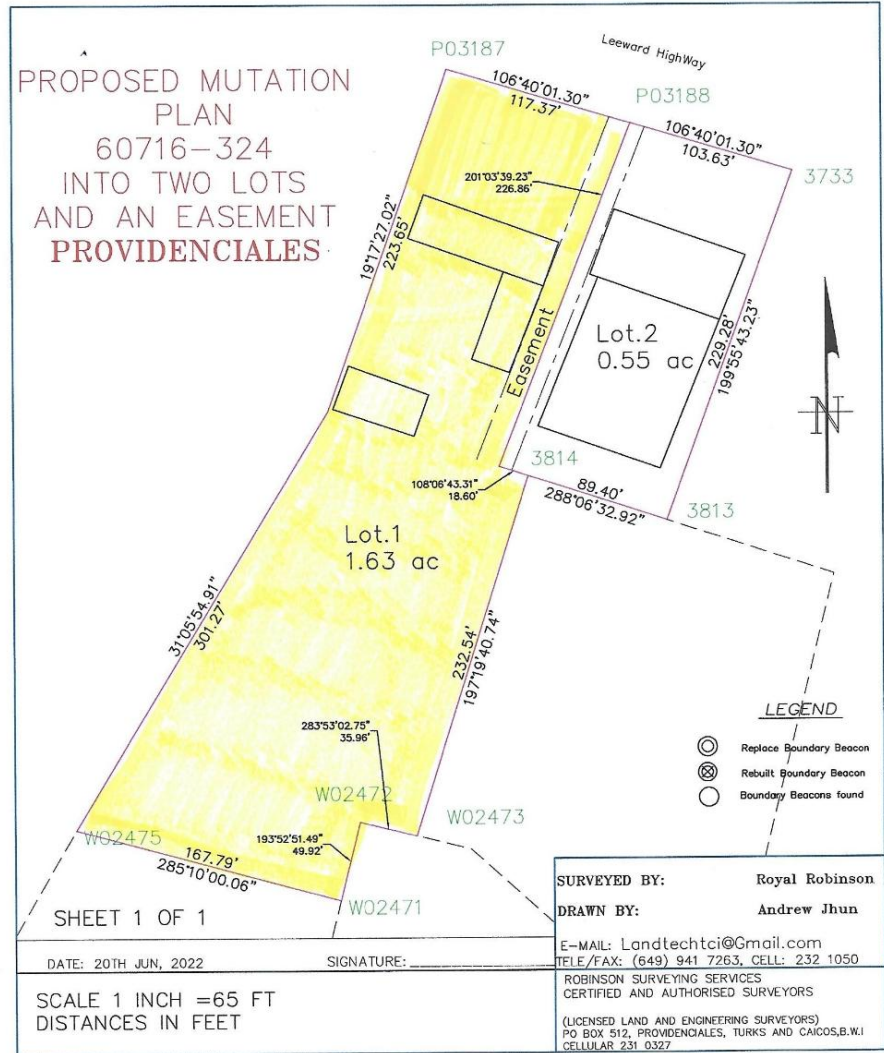 PROPOSED MUTATION
PLAN
60716-324
INTO TWO LOTS
AND AN EASEMENT
PROVIDENCIALES
Leeward HighWay
P03187
106°40'01.30"
117.37'
P03188
106°40'01.30"
103.63'
3733
201°03'39.23"
226.86'
19°17'27.02"
223.65'
Easement
Lot.2
0.55 ac
229.28'
199°55'43.23"
N
3814
108°06'43.31"
18.60'
89.40'
288°06'32.92"
3813
Lot.1
1.63 ac
31°05'54.91"
301.27'
232.54'
197°19'40.74"
283°53'02.75"
35.96'
W02472
W02473
193°52'51.49"
49.92'
W02475
167.79'
285°10'00.06"
W02471
LEGEND
Replace Boundary Beacon
Rebuilt Boundary Beacon
Boundary Beacons found
SHEET 1 OF 1
DATE: 20TH JUN, 2022 SIGNATURE:
SCALE 1 INCH =65 FT
DISTANCES IN FEET
SURVEYED BY: Royal Robinson
DRAWN BY: Andrew Jhun
E-MAIL: Landtechtci@Gmail.com
TELE/FAX: (649) 941 7263, CELL: 232 1050
ROBINSON SURVEYING SERVICES
CERTIFIED AND AUTHORISED SURVEYORS
(LICENSED LAND AND ENGINEERING SURVEYORS)
PO BOX 512, PROVIDENCIALES, TURKS AND CAICOS,B.W.I
CELLULAR 231 0327